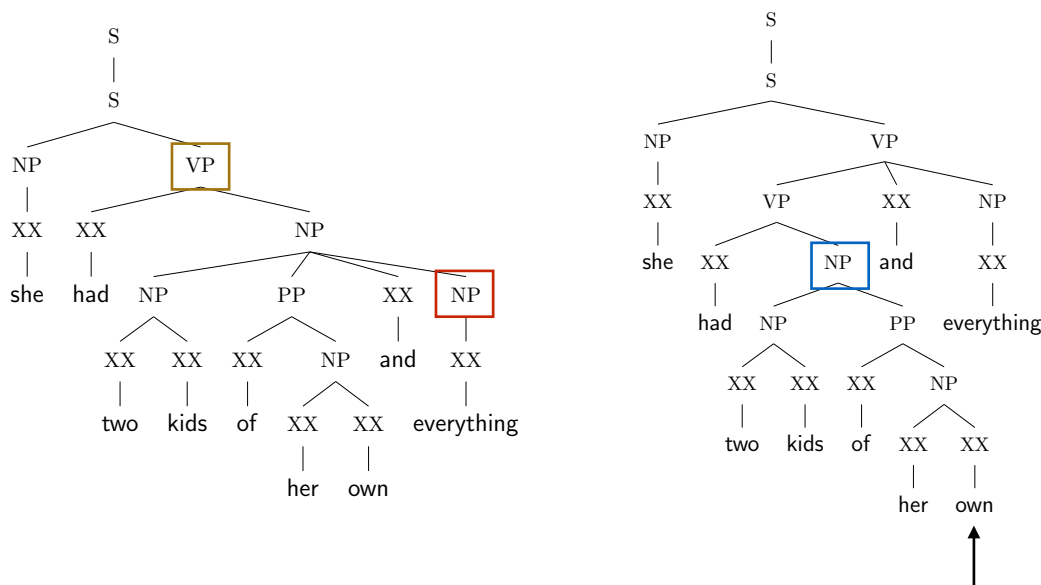 S
S
NP VP
XX XX NP
she had NP PP XX NP
XX XX XX NP and XX
two kids of XX XX everything
her own
S
S
NP VP
XX VP XX NP
she XX NP and XX
had NP PP everything
XX XX XX NP
two kids of XX XX
her own